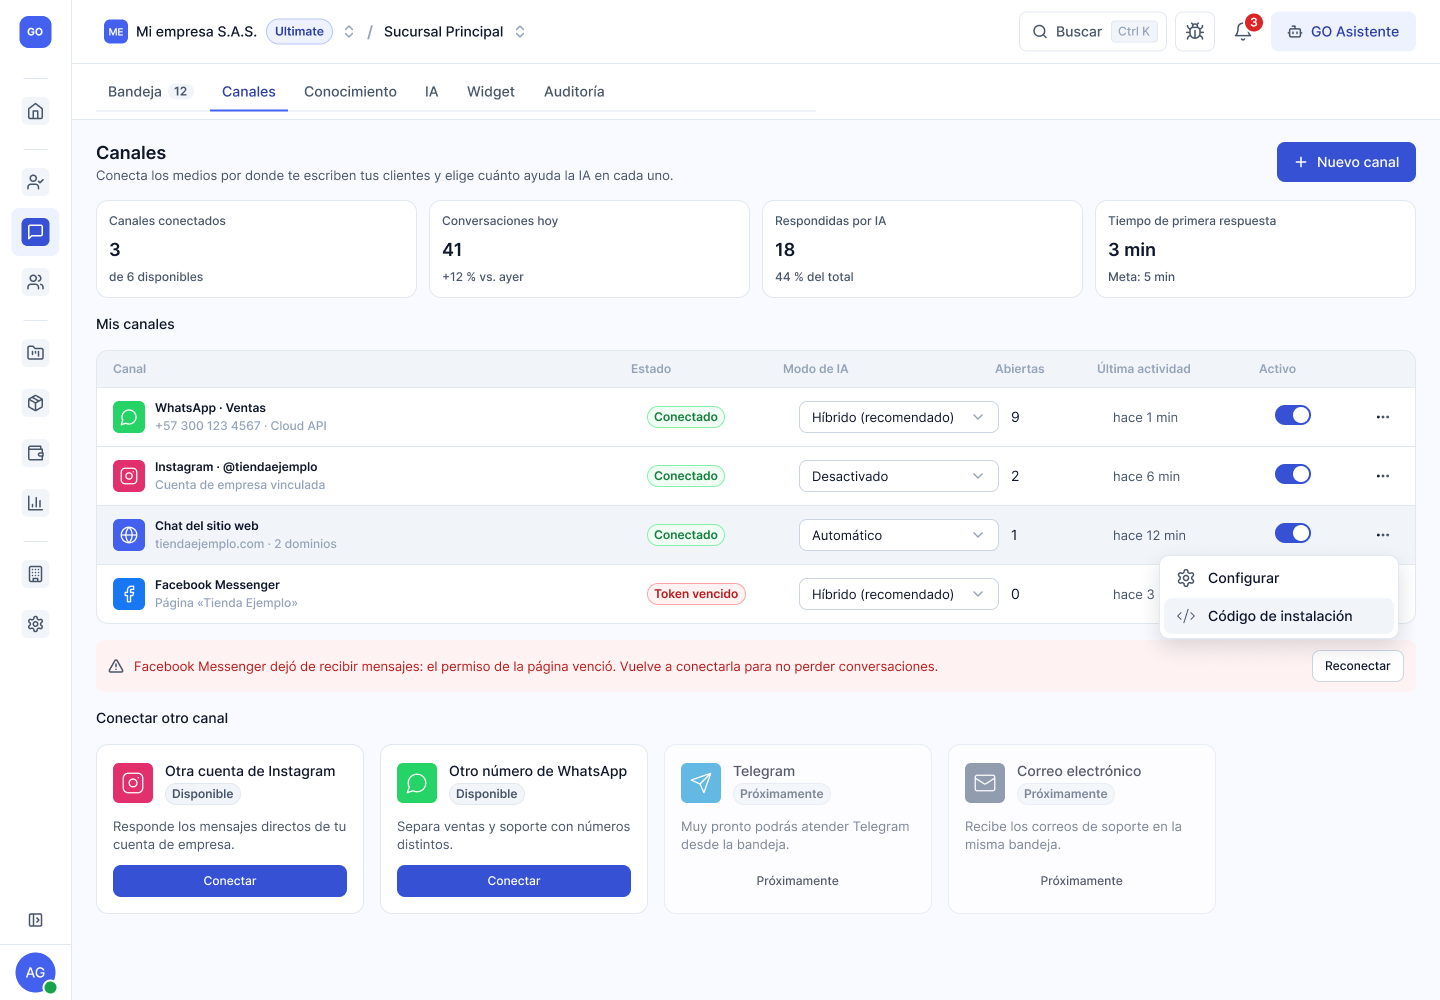 GO
ME Mi empresa S.A.S. Ultimate / Sucursal Principal
Buscar Ctrl K
3
GO Asistente
Bandeja 12 Canales Conocimiento IA Widget Auditoría
Canales
Conecta los medios por donde te escriben tus clientes y elige cuánto ayuda la IA en cada uno.
Nuevo canal
Canales conectados
3
de 6 disponibles
Conversaciones hoy
41
+12 % vs. ayer
Respondidas por IA
18
44 % del total
Tiempo de primera respuesta
3 min
Meta: 5 min
Mis canales
Canal Estado Modo de IA Abiertas Última actividad Activo
WhatsApp · Ventas
+57 300 123 4567 · Cloud API
Conectado Híbrido (recomendado) 9 hace 1 min
Instagram · @tiendaejemplo
Cuenta de empresa vinculada
Conectado Desactivado 2 hace 6 min
Chat del sitio web
tiendaejemplo.com · 2 dominios
Conectado Automático 1 hace 12 min
Facebook Messenger
Página «Tienda Ejemplo»
Token vencido Híbrido (recomendado) 0 hace 3
Configurar
Código de instalación
Facebook Messenger dejó de recibir mensajes: el permiso de la página venció. Vuelve a conectarla para no perder conversaciones.
Reconectar
Conectar otro canal
Otra cuenta de Instagram
Disponible
Responde los mensajes directos de tu
cuenta de empresa.
Conectar
Otro número de WhatsApp
Disponible
Separa ventas y soporte con números
distintos.
Conectar
Telegram
Próximamente
Muy pronto podrás atender Telegram
desde la bandeja.
Próximamente
Correo electrónico
Próximamente
Recibe los correos de soporte en la
misma bandeja.
Próximamente
AG